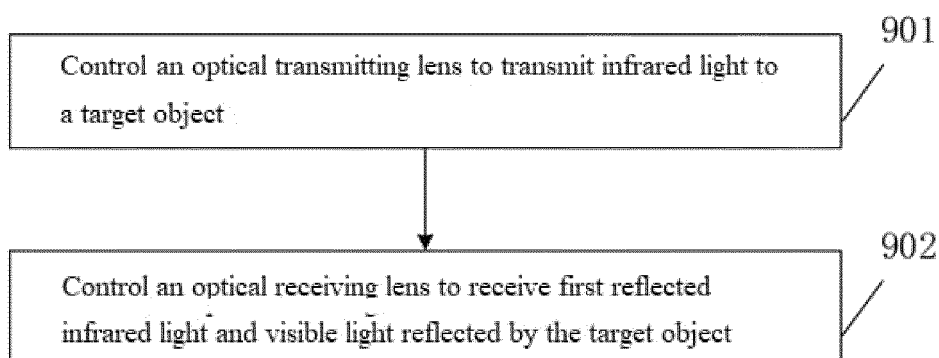 901
Control an optical transmitting lens to transmit infrared light to
a target object
902
Control an optical receiving lens to receive first reflected
infrared light and visible light reflected by the target object